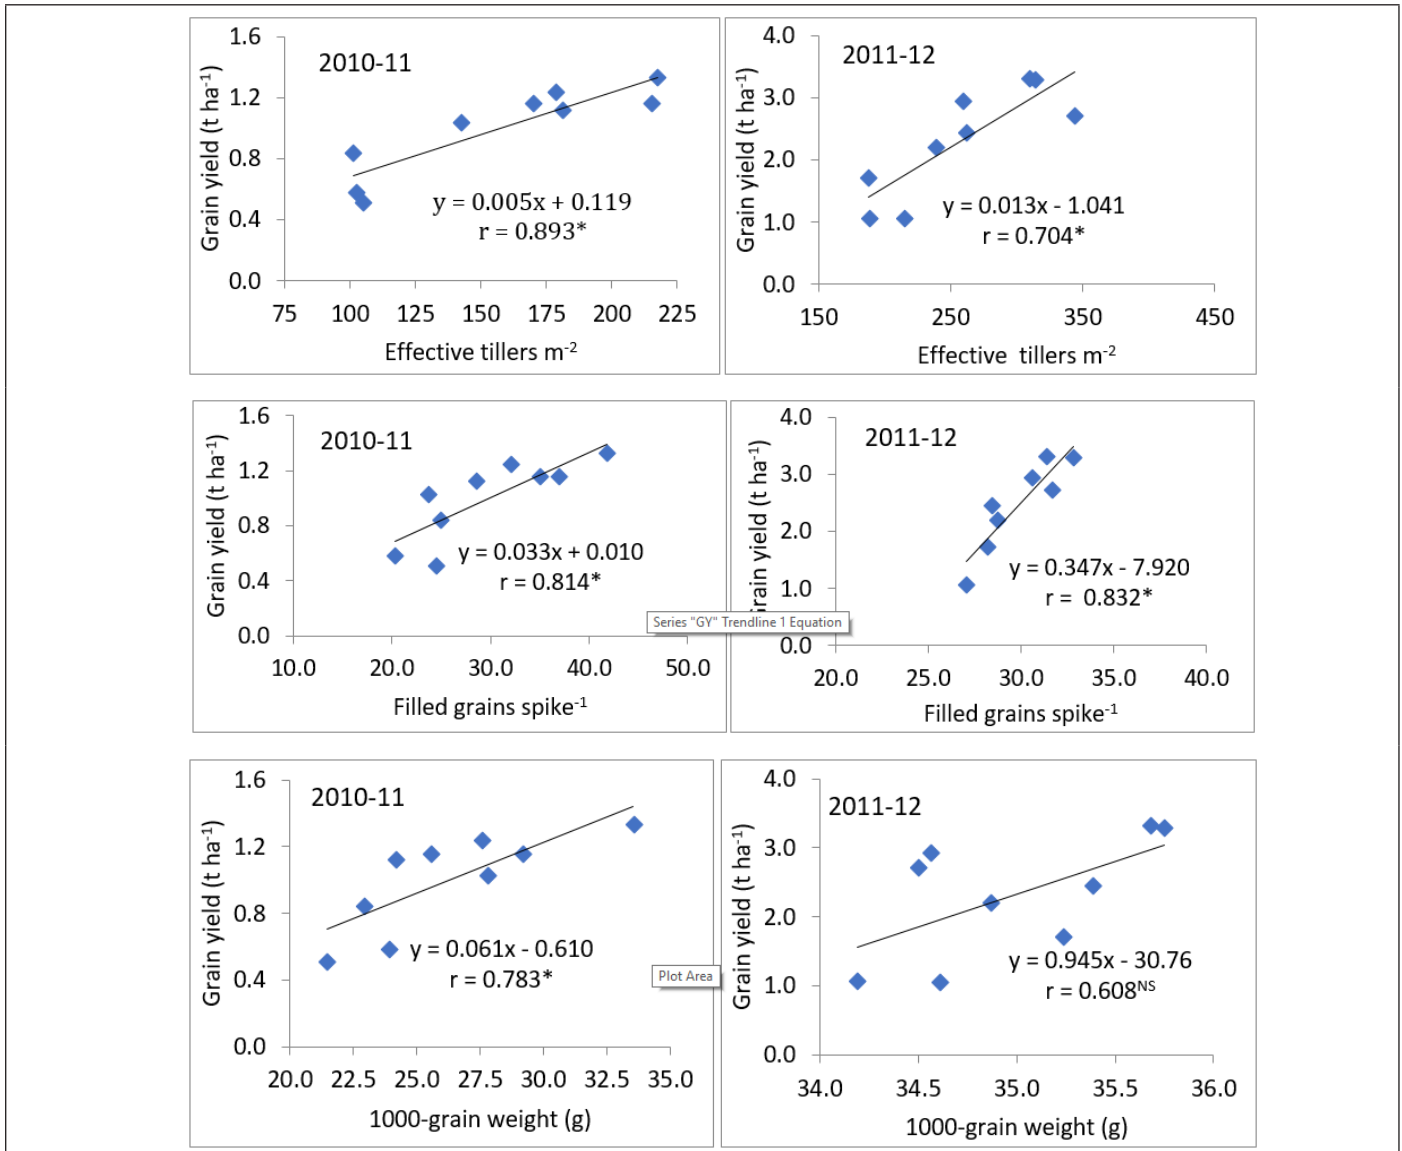 2010-11
Grain yield (t ha⁻¹)
1.6
1.2
0.8
0.4
0.0
y = 0.005x + 0.119
r = 0.893*
75 100 125 150 175 200 225
Effective tillers m⁻²
2011-12
Grain yield (t ha⁻¹)
4.0
3.0
2.0
1.0
0.0
y = 0.013x - 1.041
r = 0.704*
150 250 350 450
Effective tillers m⁻²
2010-11
Grain yield (t ha⁻¹)
1.6
1.2
0.8
0.4
0.0
y = 0.033x + 0.010
r = 0.814*
10.0 20.0 30.0 40.0 50.0
Filled grains spike⁻¹
Series "GY" Trendline 1 Equation
2011-12
rain yield (t ha⁻¹)
4.0
3.0
2.0
1.0
0.0
y = 0.347x - 7.920
r = 0.832*
20.0 25.0 30.0 35.0 40.0
Filled grains spike⁻¹
2010-11
Grain yield (t ha⁻¹)
1.6
1.2
0.8
0.4
0.0
y = 0.061x - 0.610
r = 0.783*
20.0 22.5 25.0 27.5 30.0 32.5 35.0
1000-grain weight (g)
Plot Area
2011-12
Grain yield (t ha⁻¹)
4.0
3.0
2.0
1.0
0.0
y = 0.945x - 30.76
r = 0.608ᴺˢ
34.0 34.5 35.0 35.5 36.0
1000-grain weight (g)